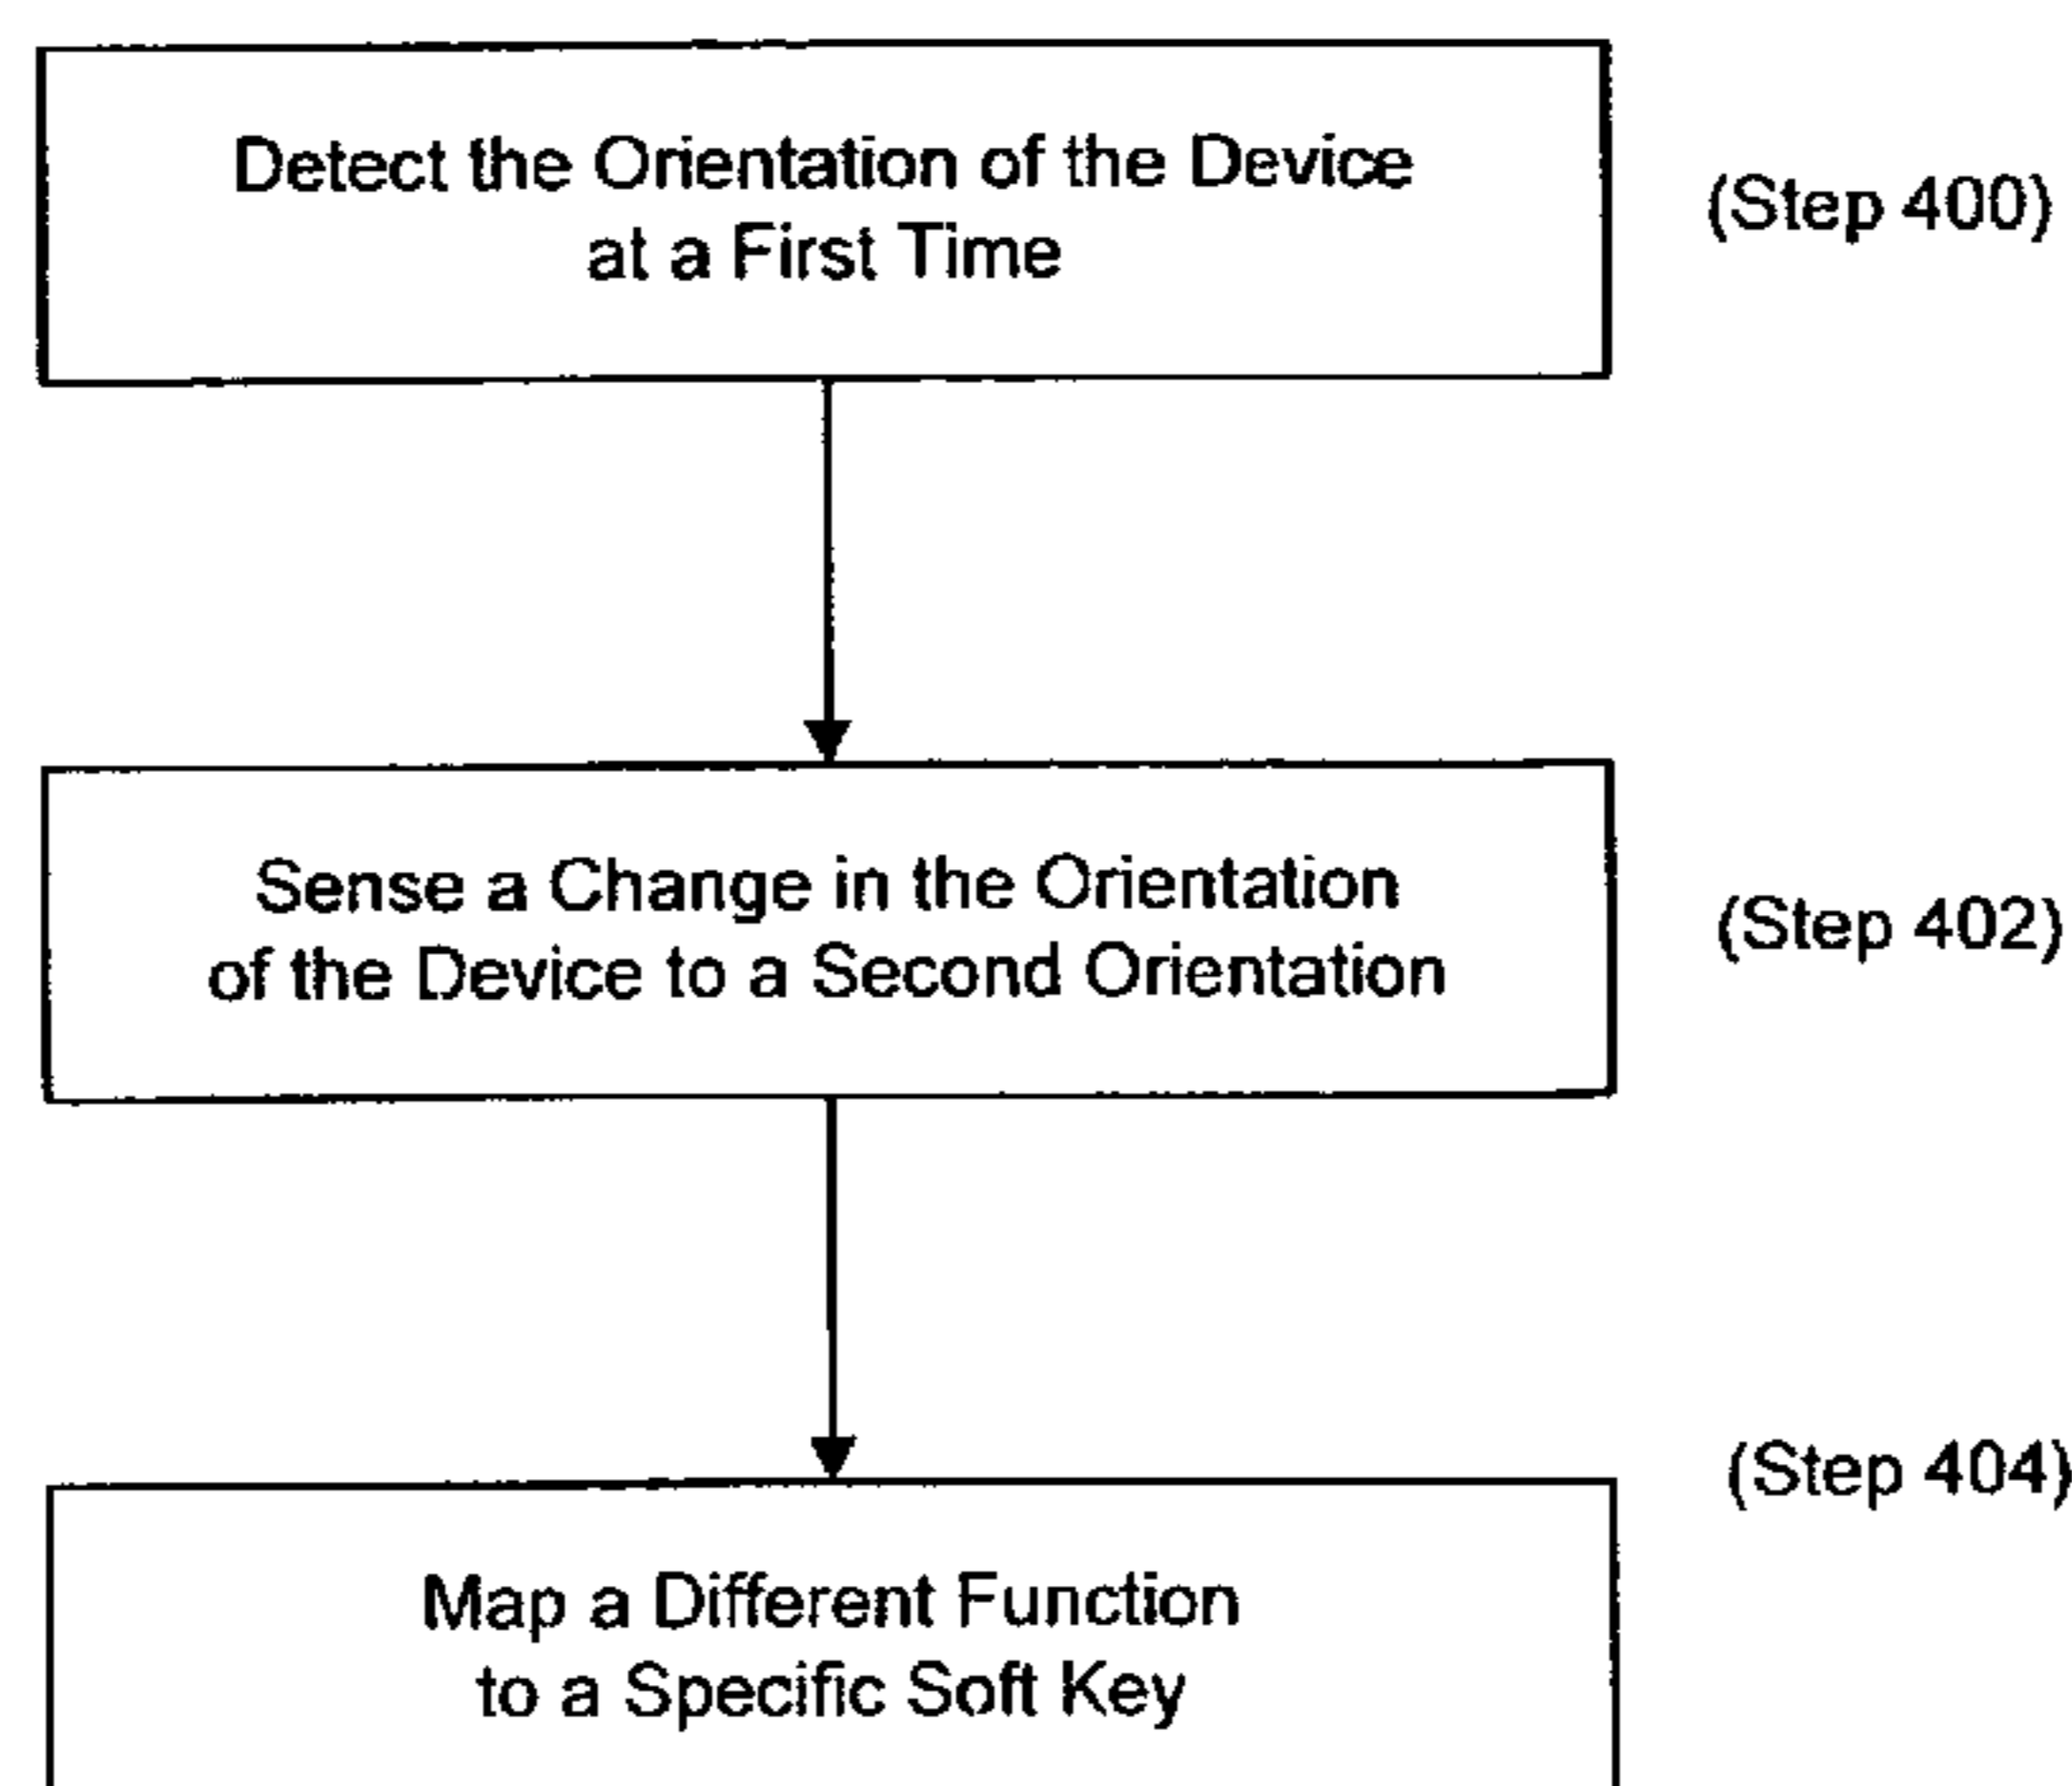 Detect the Orientation of the Device
at a First Time
(Step 400)
Sense a Change in the Orientation
of the Device to a Second Orientation
(Step 402)
(Step 404)
Map a Different Function
to a Specific Soft Key